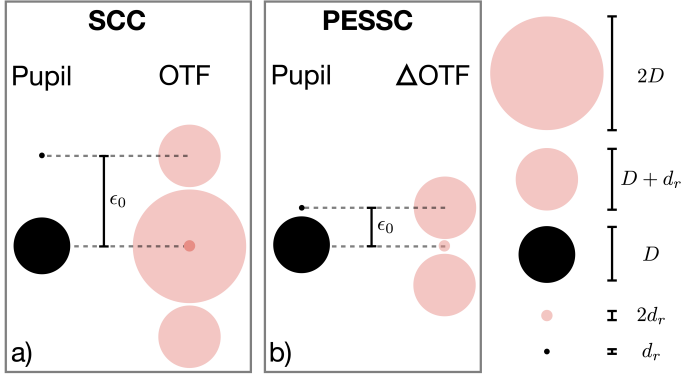 SCC
Pupil
OTF
ϵ₀
a)
PESSC
Pupil
ΔOTF
ϵ₀
b)
2D
D + dᵣ
D
2dᵣ
dᵣ